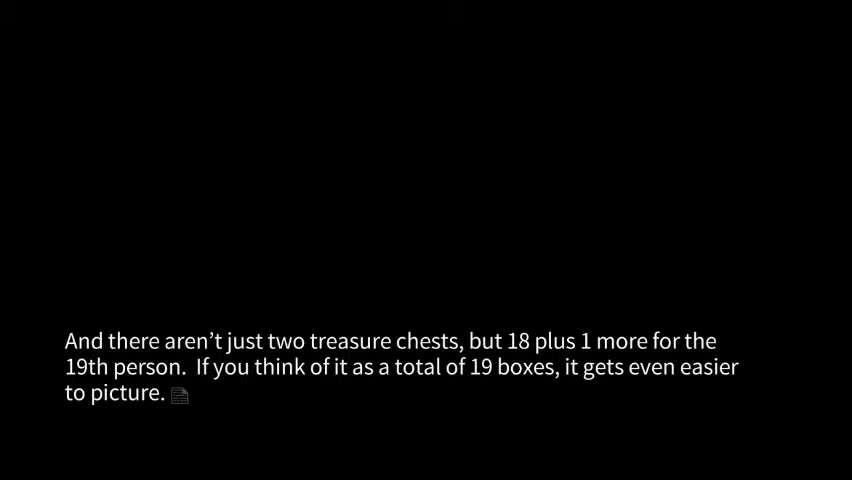 And there aren’t just two treasure chests, but 18 plus 1 more for the
19th person.  If you think of it as a total of 19 boxes, it gets even easier
to picture.